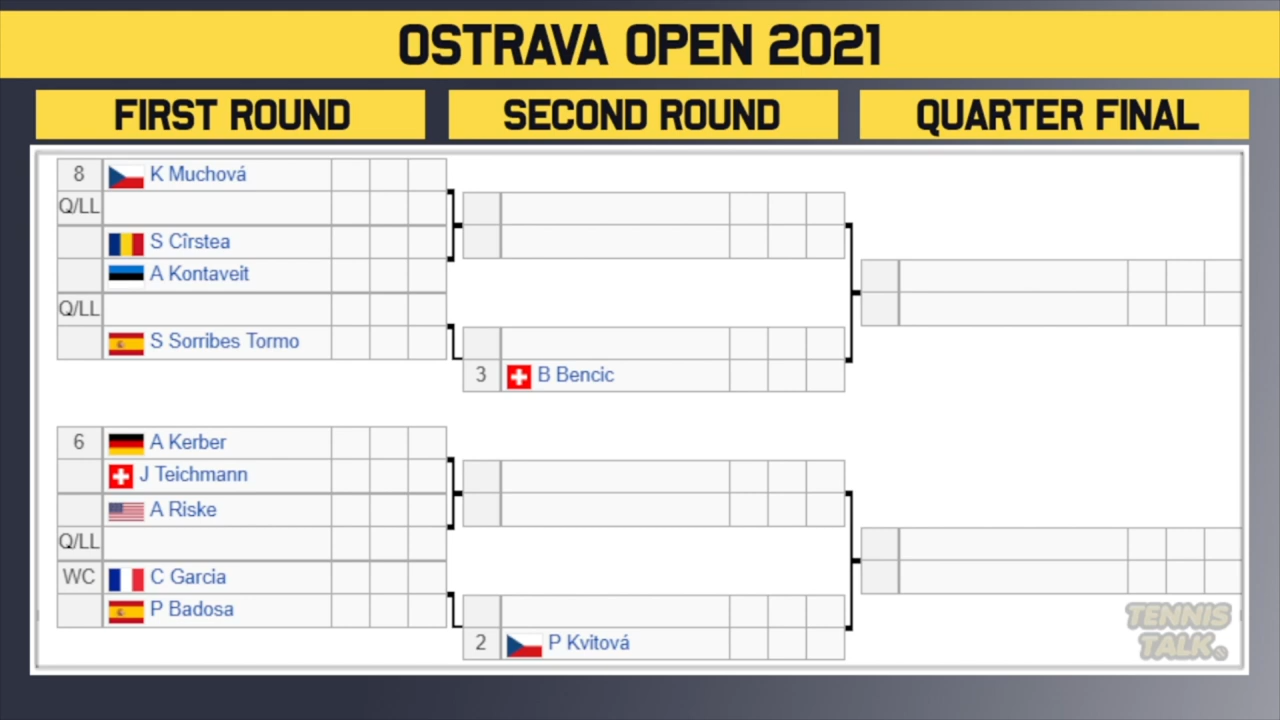 OSTRAVA OPEN 2021
FIRST ROUND
SECOND ROUND
QUARTER FINAL
8 K Muchová
Q/LL
S Cîrstea
A Kontaveit
Q/LL
S Sorribes Tormo
3 B Bencic
6 A Kerber
J Teichmann
A Riske
Q/LL
WC C Garcia
P Badosa
2 P Kvitová
TENNIS
TALK